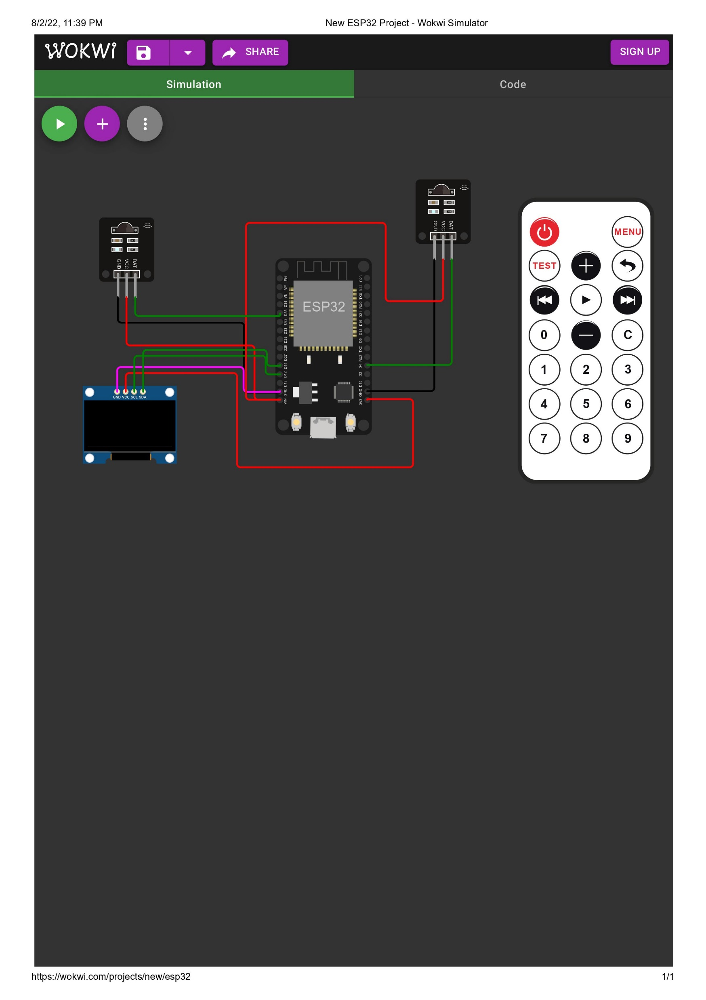 8/2/22, 11:39 PM
New ESP32 Project - Wokwi Simulator
WOKWi
SHARE
SIGN UP
Simulation
Code
GND
VCC
DAT
GND
VCC
DAT
ESP32
EN
VP
VN
D34
D35
D32
D33
D25
D26
D27
D14
D12
D13
GND
VIN
D23
D22
TX0
RX0
D21
D19
D18
D5
TX2
RX2
D4
D2
D15
GND
3V3
GND VCC SCL SDA
MENU
TEST
0
C
1
2
3
4
5
6
7
8
9
https://wokwi.com/projects/new/esp32
1/1